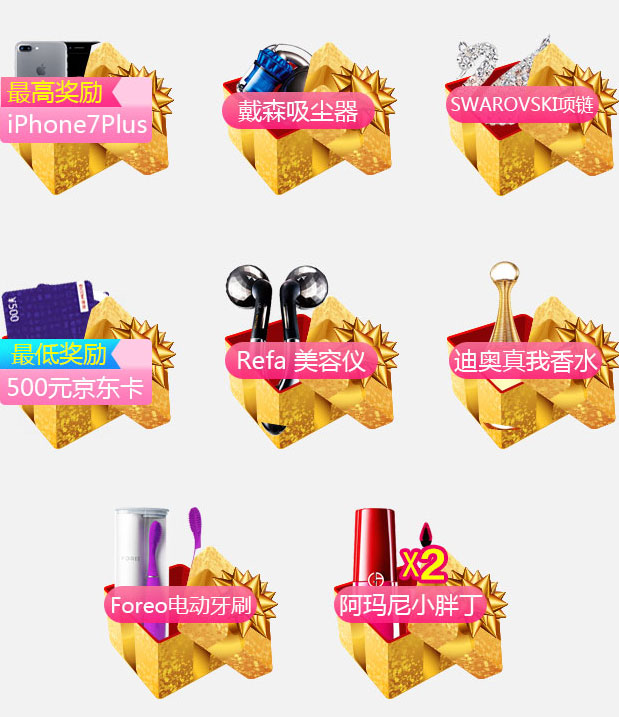 最高奖励
iPhone7Plus
戴森吸尘器
SWAROVSKI项链
¥500
最低奖励
500元京东卡
Refa 美容仪
迪奥真我香水
Foreo电动牙刷
X2
阿玛尼小胖丁